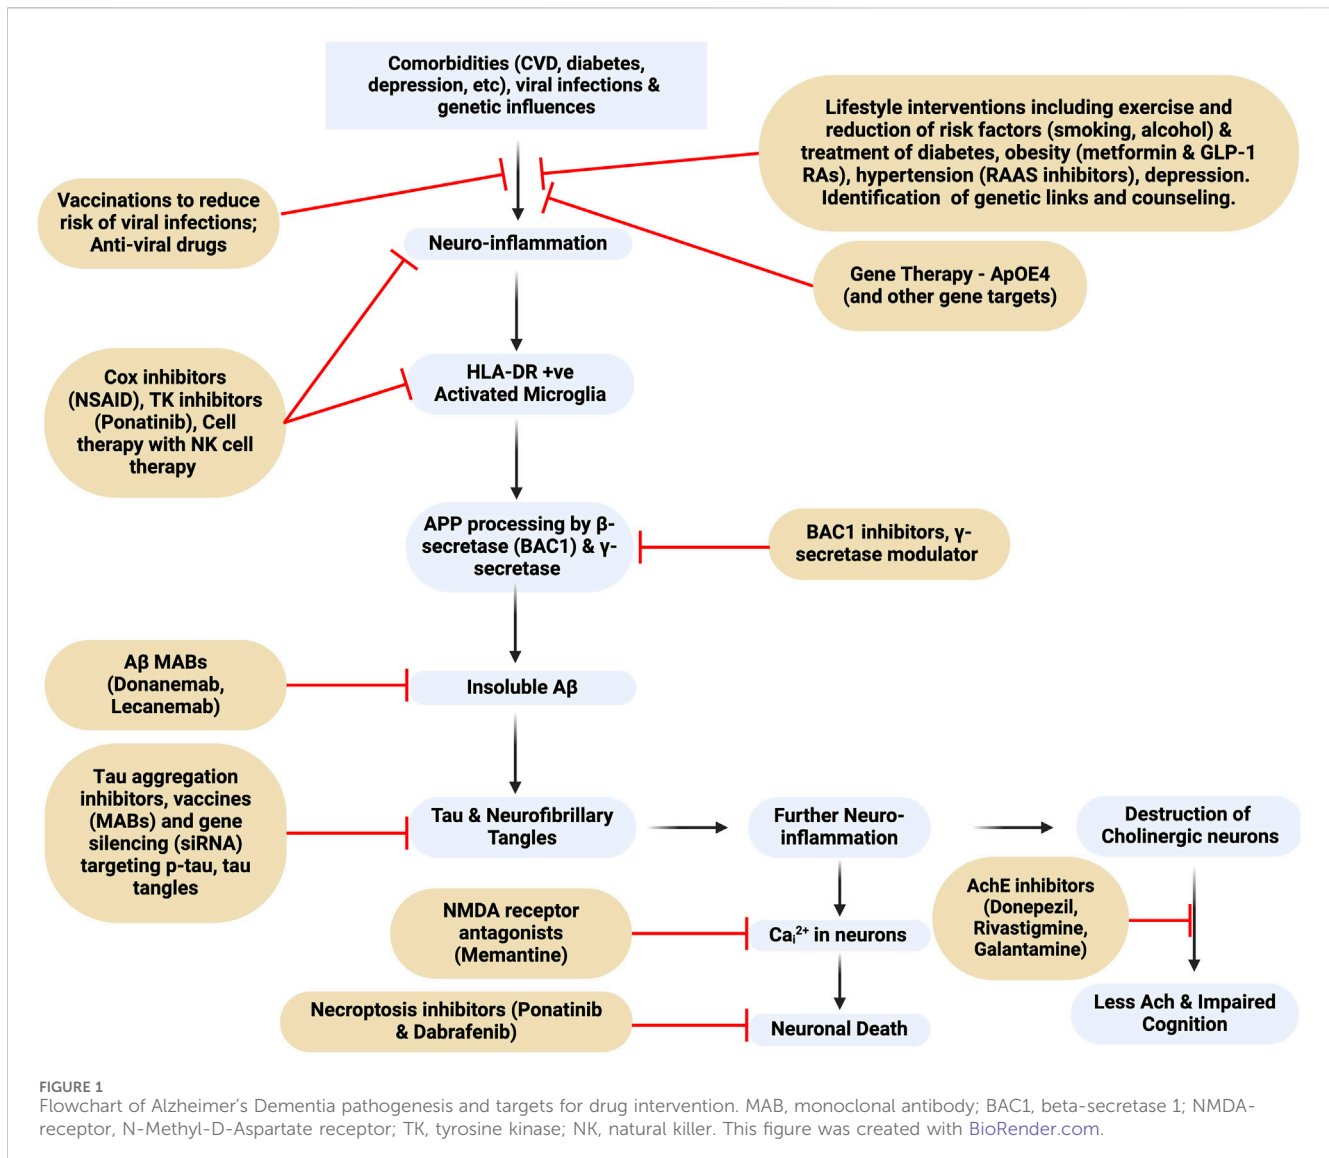 Comorbidities (CVD, diabetes,
depression, etc), viral infections &
genetic influences
Lifestyle interventions including exercise and
reduction of risk factors (smoking, alcohol) &
treatment of diabetes, obesity (metformin & GLP-1
RAs), hypertension (RAAS inhibitors), depression.
Identification of genetic links and counseling.
Vaccinations to reduce
risk of viral infections;
Anti-viral drugs
Neuro-inflammation
Gene Therapy - ApOE4
(and other gene targets)
Cox inhibitors
(NSAID), TK inhibitors
(Ponatinib), Cell
therapy with NK cell
therapy
HLA-DR +ve
Activated Microglia
APP processing by β-
secretase (BAC1) & γ-
secretase
BAC1 inhibitors, γ-
secretase modulator
Aβ MABs
(Donanemab,
Lecanemab)
Insoluble Aβ
Tau aggregation
inhibitors, vaccines
(MABs) and gene
silencing (siRNA)
targeting p-tau, tau
tangles
Tau & Neurofibrillary
Tangles
Further Neuro-
inflammation
Destruction of
Cholinergic neurons
AchE inhibitors
(Donepezil,
Rivastigmine,
Galantamine)
NMDA receptor
antagonists
(Memantine)
Caᵢ²⁺ in neurons
Necroptosis inhibitors (Ponatinib
& Dabrafenib)
Neuronal Death
Less Ach & Impaired
Cognition
FIGURE 1
Flowchart of Alzheimer's Dementia pathogenesis and targets for drug intervention. MAB, monoclonal antibody; BAC1, beta-secretase 1; NMDA-
receptor, N-Methyl-D-Aspartate receptor; TK, tyrosine kinase; NK, natural killer. This figure was created with BioRender.com.